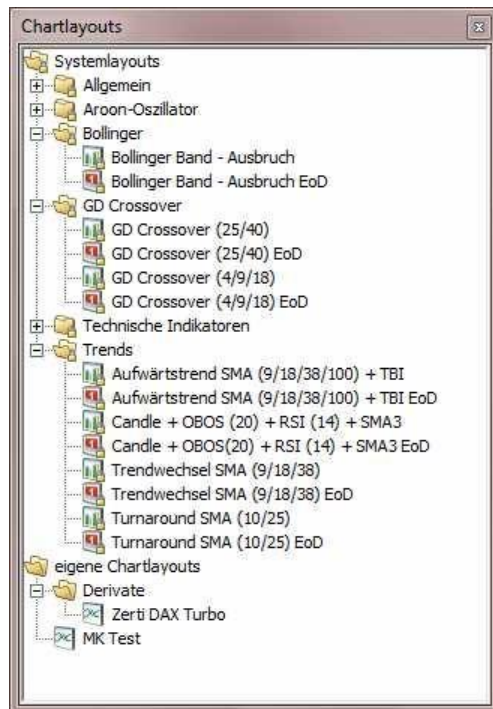 Chartlayouts
Systemlayouts
Allgemein
Aroon-Oszillator
Bollinger
Bollinger Band - Ausbruch
Bollinger Band - Ausbruch EoD
GD Crossover
GD Crossover (25/40)
GD Crossover (25/40) EoD
GD Crossover (4/9/18)
GD Crossover (4/9/18) EoD
Technische Indikatoren
Trends
Aufwärtstrend SMA (9/18/38/100) + TBI
Aufwärtstrend SMA (9/18/38/100) + TBI EoD
Candle + OBOS (20) + RSI (14) + SMA3
Candle + OBOS(20) + RSI (14) + SMA3 EoD
Trendwechsel SMA (9/18/38)
Trendwechsel SMA (9/18/38) EoD
Turnaround SMA (10/25)
Turnaround SMA (10/25) EoD
eigene Chartlayouts
Derivate
Zerti DAX Turbo
MK Test